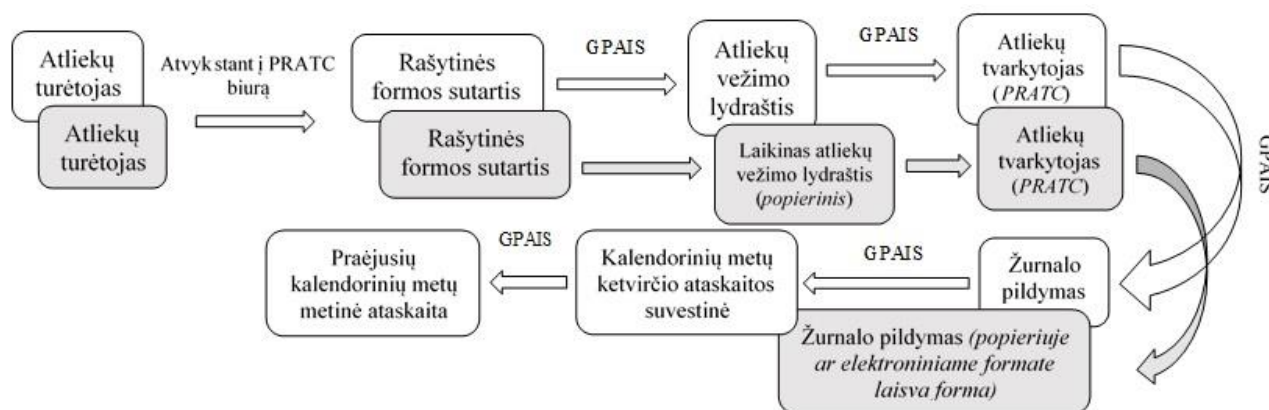 Atliekų
turėtojas
Atliekų
turėtojas
Atvykstant į PRATC
biurą
Rašytinės
formos sutartis
Rašytinės
formos sutartis
GPAIS
Atliekų
vežimo
lydraštis
Laikinas atliekų
vežimo lydraštis
(popierinis)
GPAIS
Atliekų
tvarkytojas
(PRATC)
Atliekų
tvarkytojas
(PRATC)
GPAIS
Praėjusių
kalendorinių metų
metinė ataskaita
GPAIS
Kalendorinių metų
ketvirčio ataskaitos
suvestinė
GPAIS
Žurnalo
pildymas
Žurnalo pildymas (popieriuje
ar elektroniniame formate
laisva forma)